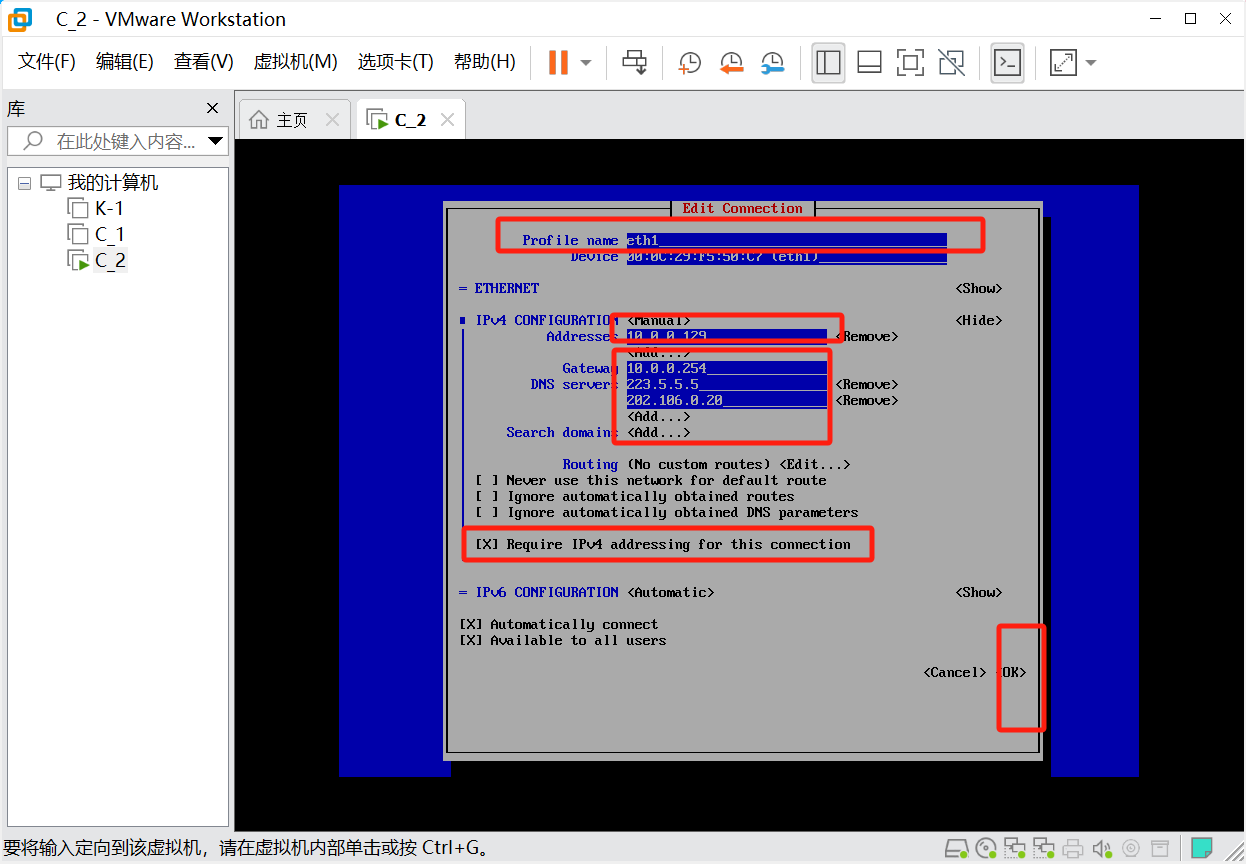 C_2 - VMware Workstation
文件(F) 编辑(E) 查看(V) 虚拟机(M) 选项卡(T) 帮助(H)
库
在此处键入内容...
我的计算机
K-1
C_1
C_2
主页
C_2
Edit Connection
Profile name eth1
Device 00:0C:29:F5:50:C7 (eth1)
= ETHERNET <Show>
IPv4 CONFIGURATION <Manual> <Hide>
Addresses 10.0.0.129 <Remove>
<Add...>
Gateway 10.0.0.254
DNS servers 223.5.5.5 <Remove>
202.106.0.20 <Remove>
<Add...>
Search domains <Add...>
Routing (No custom routes) <Edit...>
[ ] Never use this network for default route
[ ] Ignore automatically obtained routes
[ ] Ignore automatically obtained DNS parameters
[X] Require IPv4 addressing for this connection
= IPv6 CONFIGURATION <Automatic> <Show>
[X] Automatically connect
[X] Available to all users
<Cancel> <OK>
要将输入定向到该虚拟机，请在虚拟机内部单击或按 Ctrl+G。